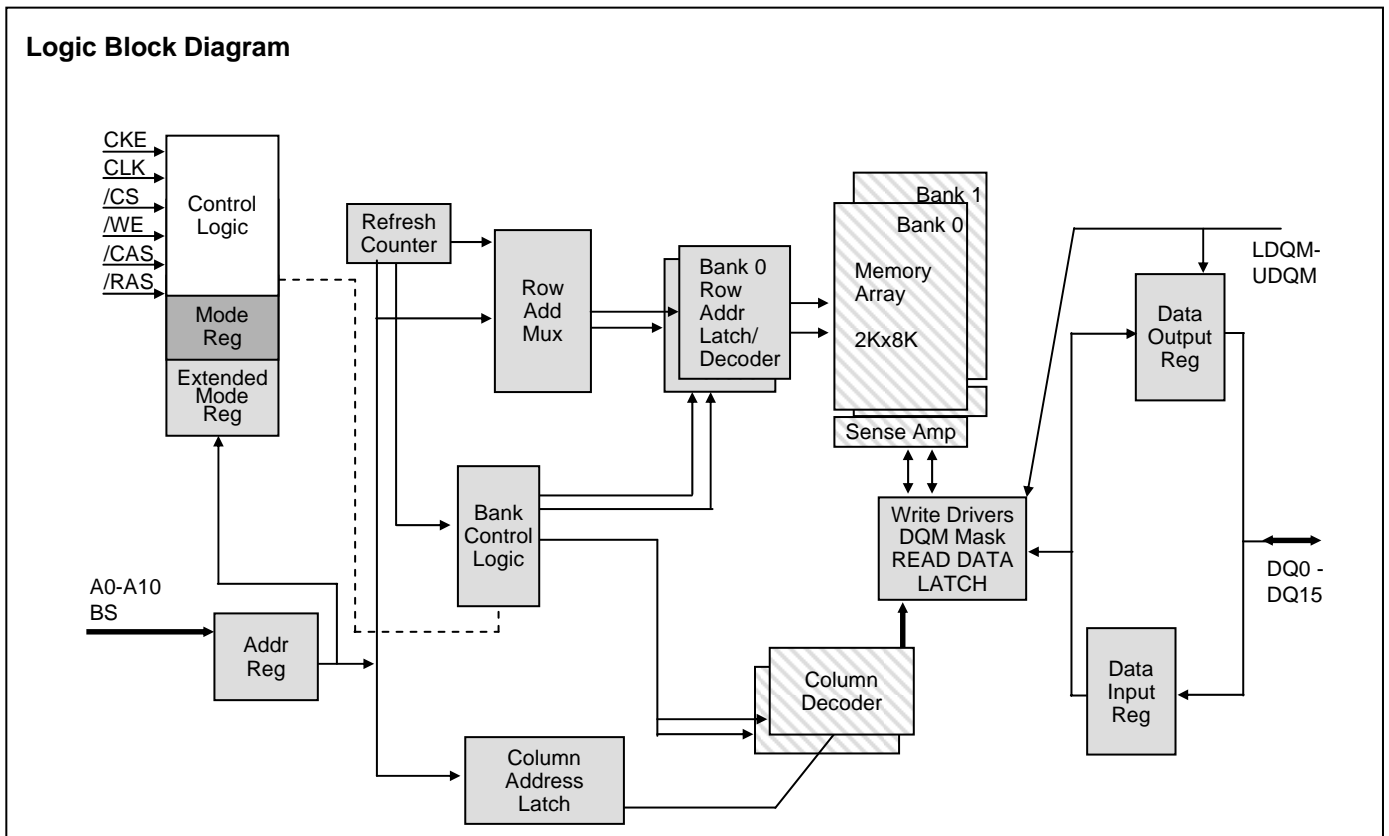 Logic Block Diagram
CKE
CLK
/CS
/WE
/CAS
/RAS
Control
Logic
Mode
Reg
Extended
Mode
Reg
A0-A10
BS
Addr
Reg
Refresh
Counter
Row
Add
Mux
Bank
Control
Logic
Column
Address
Latch
Bank 0
Row
Addr
Latch/
Decoder
Bank 1
Bank 0
Memory
Array
2Kx8K
Sense Amp
Write Drivers
DQM Mask
READ DATA
LATCH
Column
Decoder
LDQM-
UDQM
Data
Output
Reg
DQ0 -
DQ15
Data
Input
Reg